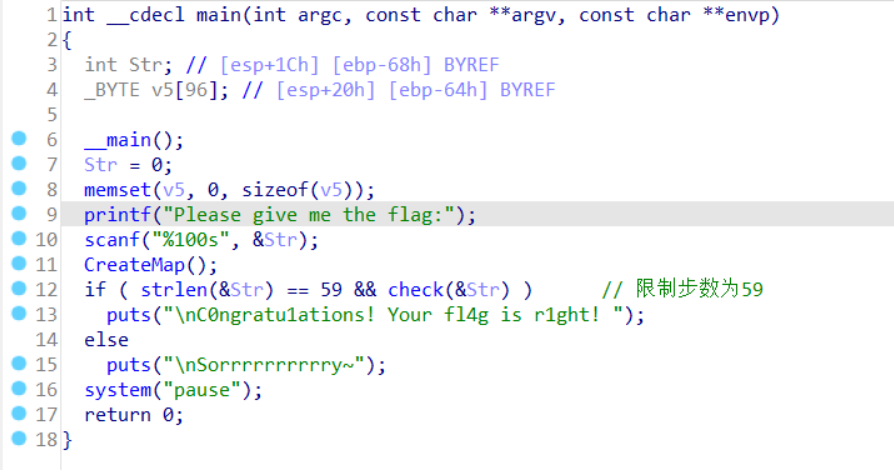 1 int __cdecl main(int argc, const char **argv, const char **envp)
2 {
3 int Str; // [esp+1Ch] [ebp-68h] BYREF
4 _BYTE v5[96]; // [esp+20h] [ebp-64h] BYREF
5
6 __main();
7 Str = 0;
8 memset(v5, 0, sizeof(v5));
9 printf("Please give me the flag:");
10 scanf("%100s", &Str);
11 CreateMap();
12 if ( strlen(&Str) == 59 && check(&Str) ) // 限制步数为59
13 puts("\nC0ngratu1ations! Your fl4g is r1ght! ");
14 else
15 puts("\nSorrrrrrrrrry~");
16 system("pause");
17 return 0;
18 }